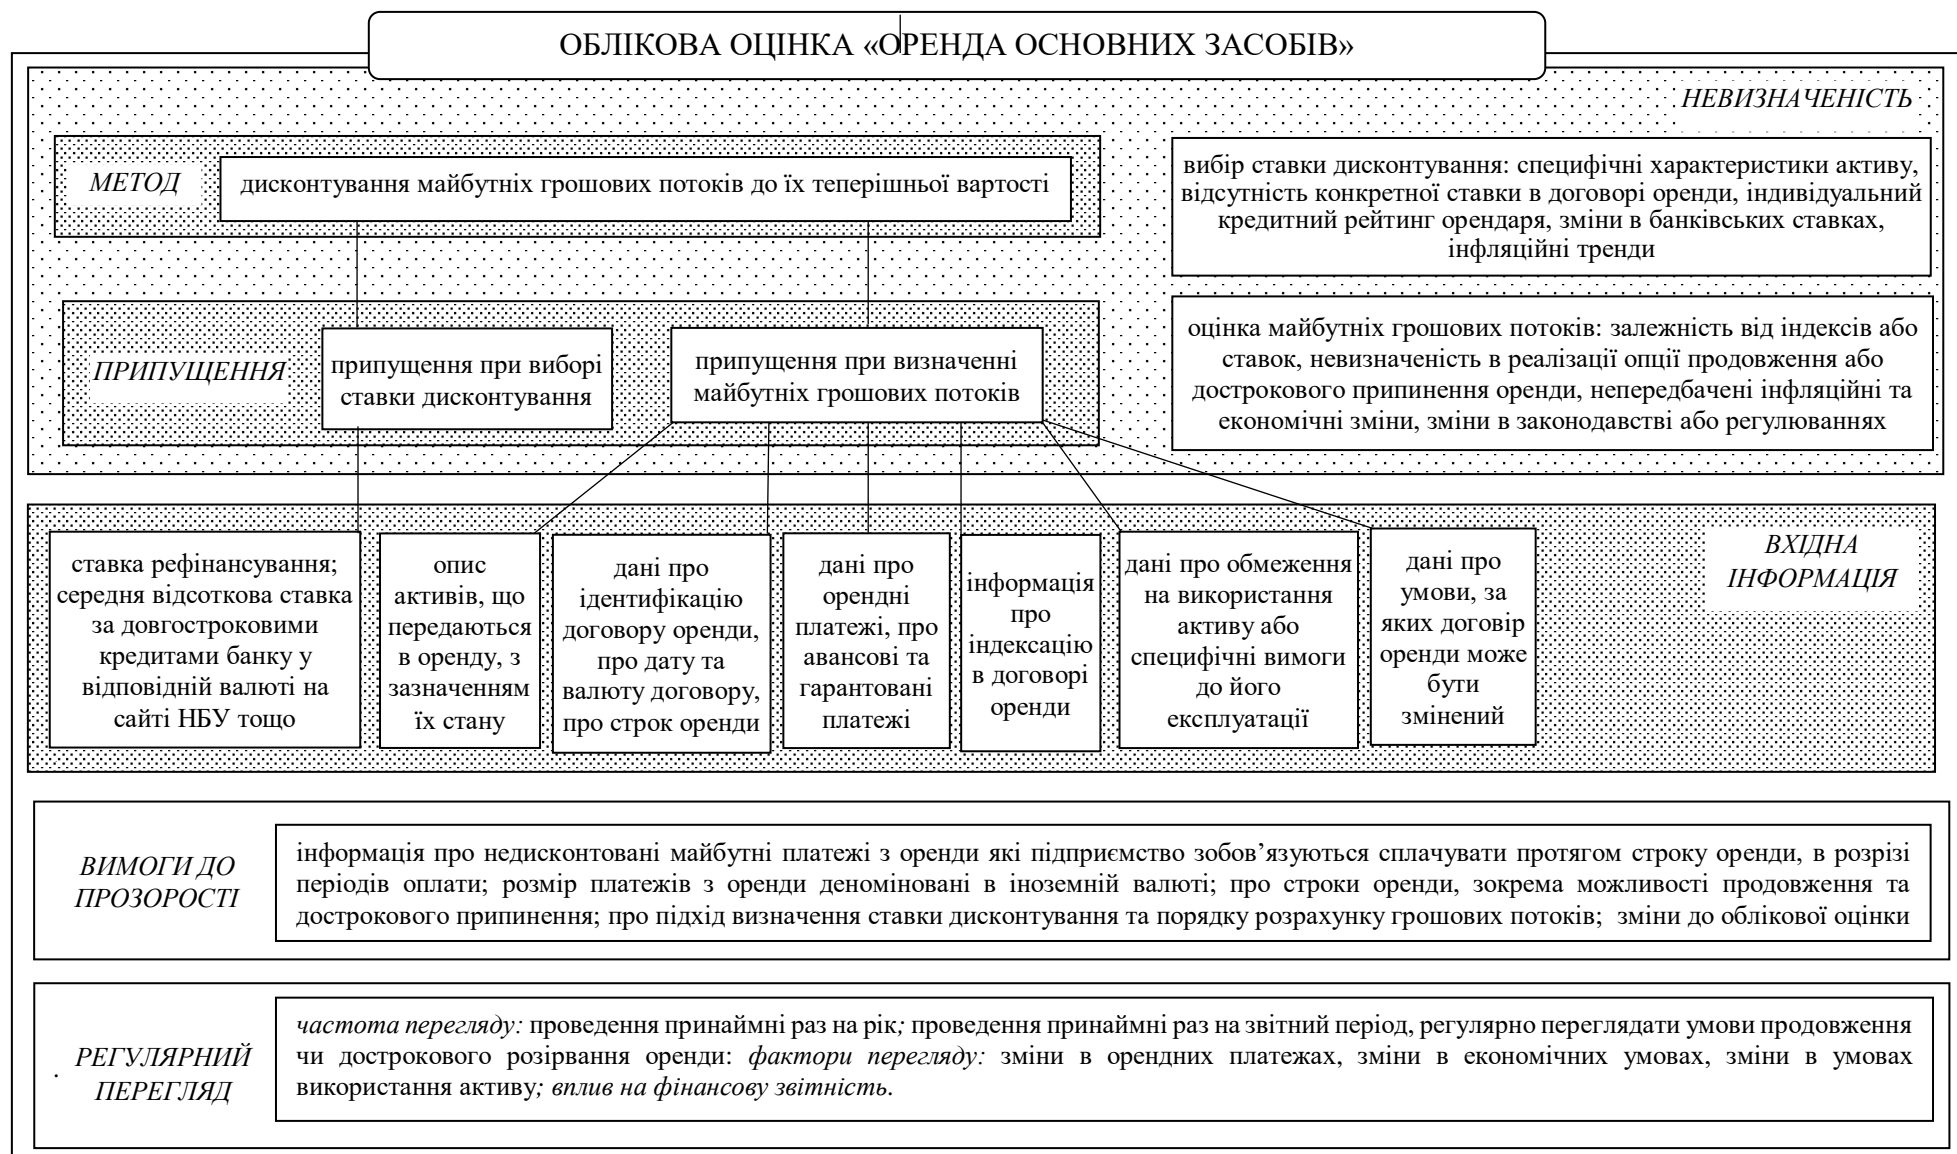 ОБЛІКОВА ОЦІНКА «ОРЕНДА ОСНОВНИХ ЗАСОБІВ»
НЕВИЗНАЧЕНІСТЬ
МЕТОД
дисконтування майбутніх грошових потоків до їх теперішньої вартості
вибір ставки дисконтування: специфічні характеристики активу,
відсутність конкретної ставки в договорі оренди, індивідуальний
кредитний рейтинг орендаря, зміни в банківських ставках,
інфляційні тренди
ПРИПУЩЕННЯ
припущення при виборі
ставки дисконтування
припущення при визначенні
майбутніх грошових потоків
оцінка майбутніх грошових потоків: залежність від індексів або
ставок, невизначеність в реалізації опції продовження або
дострокового припинення оренди, непередбачені інфляційні та
економічні зміни, зміни в законодавстві або регулюваннях
ставка рефінансування;
середня відсоткова ставка
за довгостроковими
кредитами банку у
відповідній валюті на
сайті НБУ тощо
опис
активів, що
передаються
в оренду, з
зазначенням
їх стану
дані про
ідентифікацію
договору оренди,
про дату та
валюту договору,
про строк оренди
дані про
орендні
платежі, про
авансові та
гарантовані
платежі
інформація
про
індексацію
в договорі
оренди
дані про обмеження
на використання
активу або
специфічні вимоги
до його
експлуатації
дані про
умови, за
яких договір
оренди може
бути
змінений
ВХІДНА
ІНФОРМАЦІЯ
ВИМОГИ ДО
ПРОЗОРОСТІ
інформація про недисконтовані майбутні платежі з оренди які підприємство зобов’язуються сплачувати протягом строку оренди, в розрізі
періодів оплати; розмір платежів з оренди деноміновані в іноземній валюті; про строки оренди, зокрема можливості продовження та
дострокового припинення; про підхід визначення ставки дисконтування та порядку розрахунку грошових потоків; зміни до облікової оцінки
. РЕГУЛЯРНИЙ
ПЕРЕГЛЯД
частота перегляду: проведення принаймні раз на рік; проведення принаймні раз на звітний період, регулярно переглядати умови продовження
чи дострокового розірвання оренди: фактори перегляду: зміни в орендних платежах, зміни в економічних умовах, зміни в умовах
використання активу; вплив на фінансову звітність.